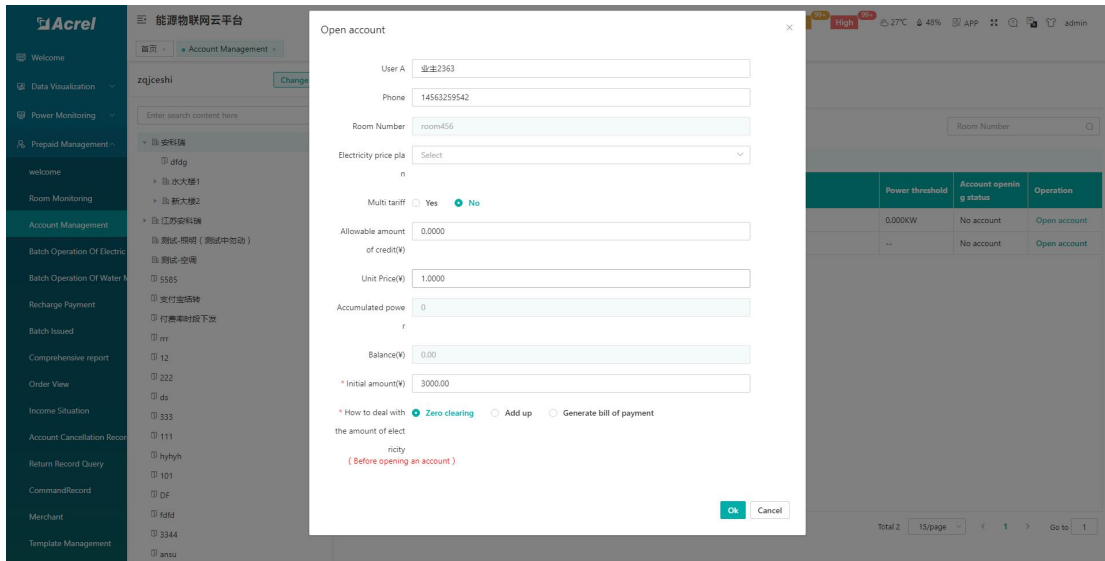 Acrel
能源物联网云平台
99+
High
99+
27℃
48%
APP
admin
首页
Account Management
Welcome
Data Visualization
Power Monitoring
Prepaid Management
welcome
Room Monitoring
Account Management
Batch Operation Of Electric
Batch Operation Of Water M
Recharge Payment
Batch Issued
Comprehensive report
Order View
Income Situation
Account Cancellation Recor
Return Record Query
CommandRecord
Merchant
Template Management
zqjceshi
Change
Enter search content here
安科瑞
dfdg
水大楼1
新大楼2
江苏安科瑞
测试-照明(测试中勿动)
测试-空调
5585
支付宝插转
付费率时段下发
rrr
12
222
ds
333
111
hyhyh
101
DF
fdfd
3344
ansu
Open account
User A
业主2363
Phone
14563259542
Room Number
room456
Electricity price pla
n
Select
Multi tariff
Yes
No
Allowable amount
of credit(¥)
0.0000
Unit Price(¥)
1.0000
Accumulated powe
r
0
Balance(¥)
0.00
* Initial amount(¥)
3000.00
* How to deal with
the amount of elect
ricity
Zero clearing
Add up
Generate bill of payment
( Before opening an account )
Ok
Cancel
Room Number
Power threshold
Account openin
g status
Operation
0.000KW
No account
Open account
--
No account
Open account
Total 2
15/page
1
Go to
1